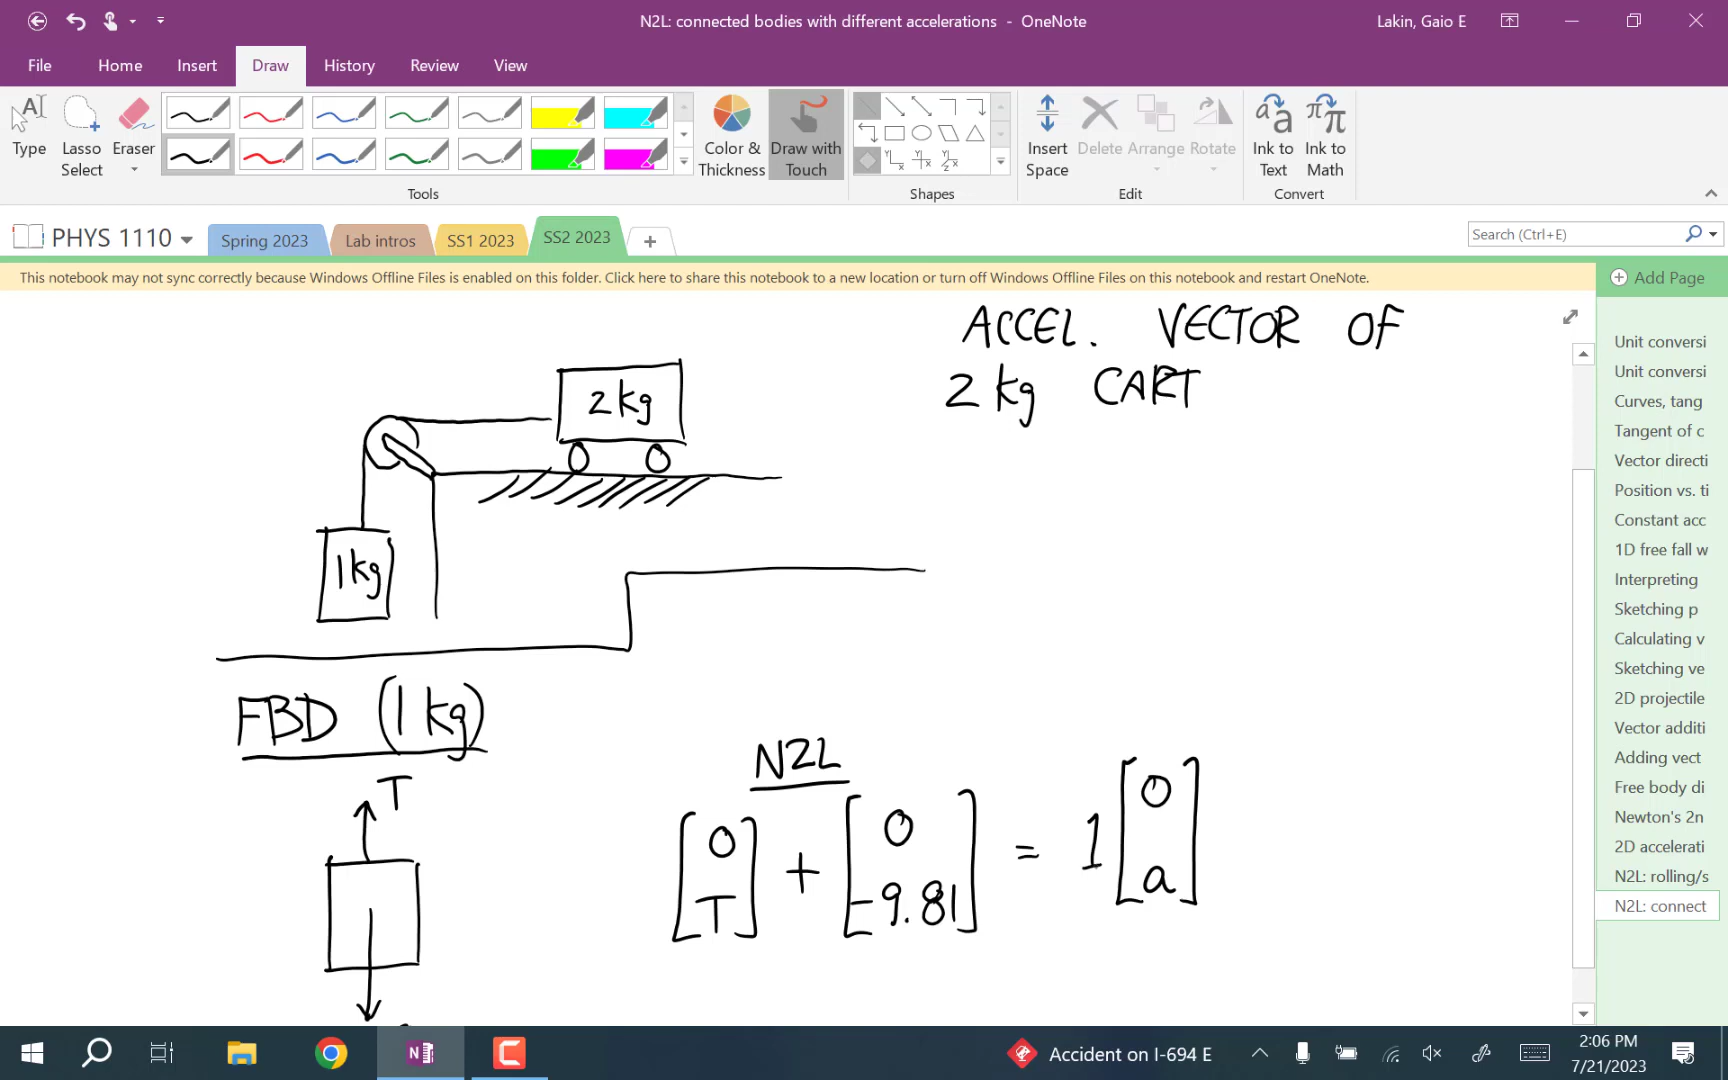 N2L: connected bodies with different accelerations - OneNote
Lakin, Gaio E
File Home Insert Draw History Review View
Type
Lasso Select
Eraser
Color & Thickness
Draw with Touch
Insert Space
Delete
Arrange
Rotate
Ink to Text
Ink to Math
Tools
Shapes
Edit
Convert
PHYS 1110
Spring 2023
Lab intros
SS1 2023
SS2 2023
Search (Ctrl+E)
This notebook may not sync correctly because Windows Offline Files is enabled on this folder. Click here to share this notebook to a new location or turn off Windows Offline Files on this notebook and restart OneNote.
Add Page
Unit conversi
Unit conversi
Curves, tang
Tangent of c
Vector directi
Position vs. ti
Constant acc
1D free fall w
Interpreting
Sketching p
Calculating v
Sketching ve
2D projectile
Vector additi
Adding vect
Free body di
Newton's 2n
2D accelerati
N2L: rolling/s
N2L: connect
ACCEL. VECTOR OF
2 kg CART
2 kg
1 kg
FBD (1 kg)
T
N2L
[0 T] + [0 -9.81] = 1 [0 a]
Accident on I-694 E
2:06 PM
7/21/2023